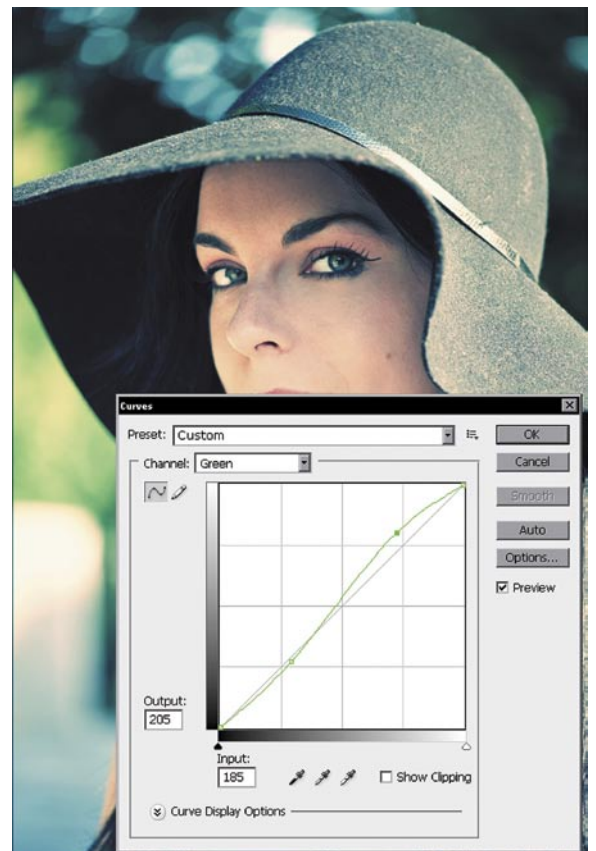 Curves
Preset: Custom
OK
Channel: Green
Cancel
Smooth
Auto
Options...
Preview
Output:
205
Input:
185
Show Clipping
Curve Display Options